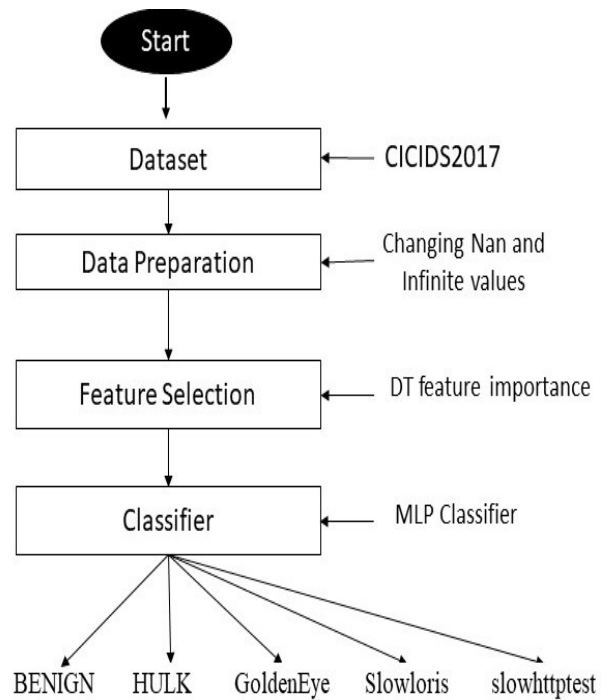 Start
Dataset
CICIDS2017
Data Preparation
Changing Nan and
Infinite values
Feature Selection
DT feature importance
Classifier
MLP Classifier
BENIGN
HULK
GoldenEye
Slowloris
slowhttptest